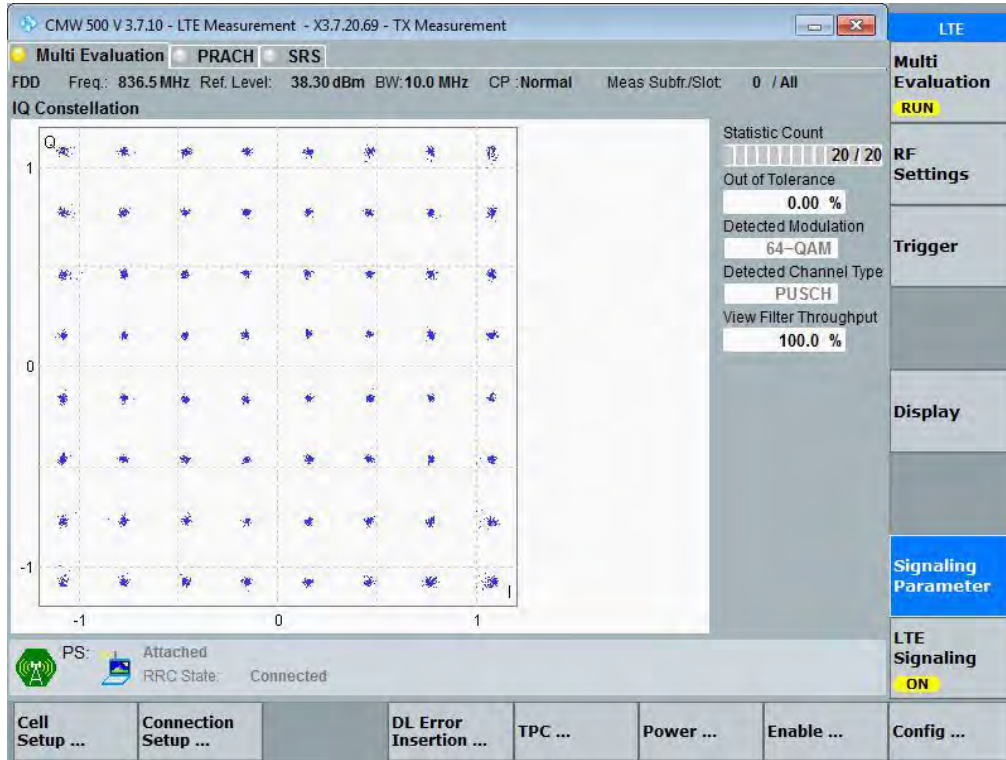 CMW 500 V 3.7.10 - LTE Measurement - X3.7.20.69 - TX Measurement
LTE
Multi Evaluation PRACH SRS
FDD Freq.: 836.5 MHz Ref. Level: 38.30 dBm BW: 10.0 MHz CP : Normal Meas Subfr./Slot: 0 / All
IQ Constellation
Q
1
0
-1
-1 0 1
I
Statistic Count
20 / 20
Out of Tolerance
0.00 %
Detected Modulation
64-QAM
Detected Channel Type
PUSCH
View Filter Throughput
100.0 %
Multi
Evaluation
RUN
RF
Settings
Trigger
Display
Signaling
Parameter
LTE
Signaling
ON
PS: Attached
RRC State: Connected
Cell
Setup ...
Connection
Setup ...
DL Error
Insertion ...
TPC ...
Power ...
Enable ...
Config ...